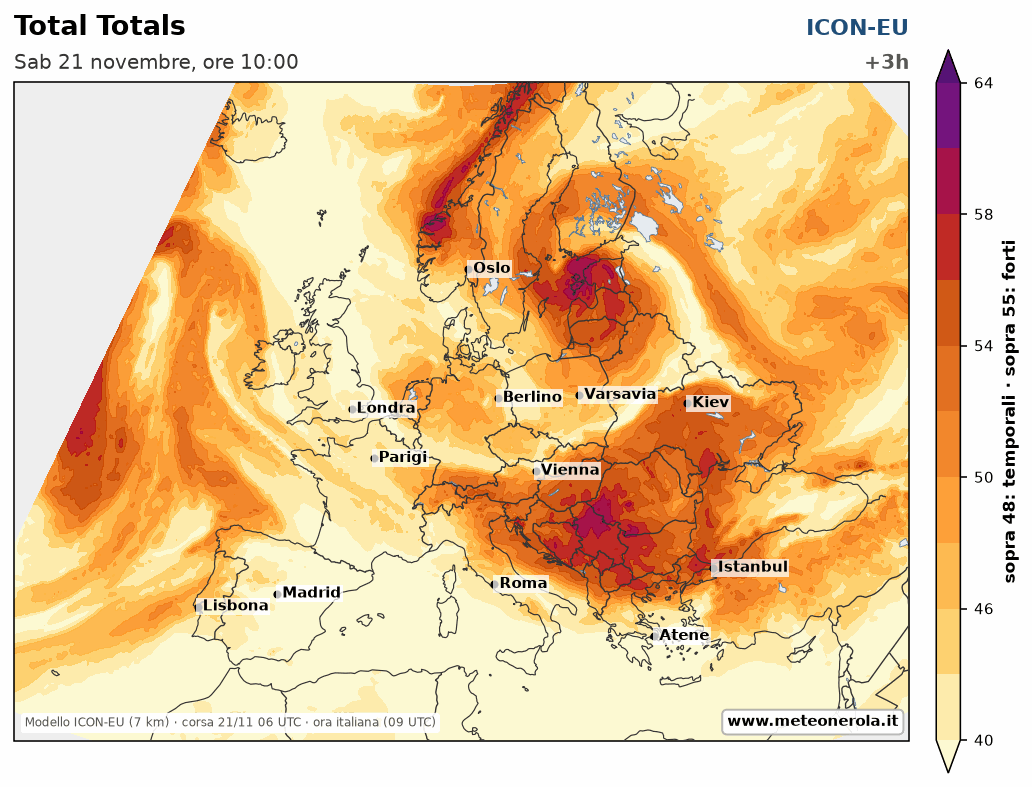 Total Totals
ICON-EU
Sab 21 novembre, ore 10:00
+3h
64
58
54
50
46
40
sopra 48: temporali · sopra 55: forti
Oslo
Berlino
Varsavia
Kiev
Londra
Parigi
Vienna
Istanbul
Roma
Madrid
Lisbona
Atene
Modello ICON-EU (7 km) · corsa 21/11 06 UTC · ora italiana (09 UTC)
www.meteonerola.it